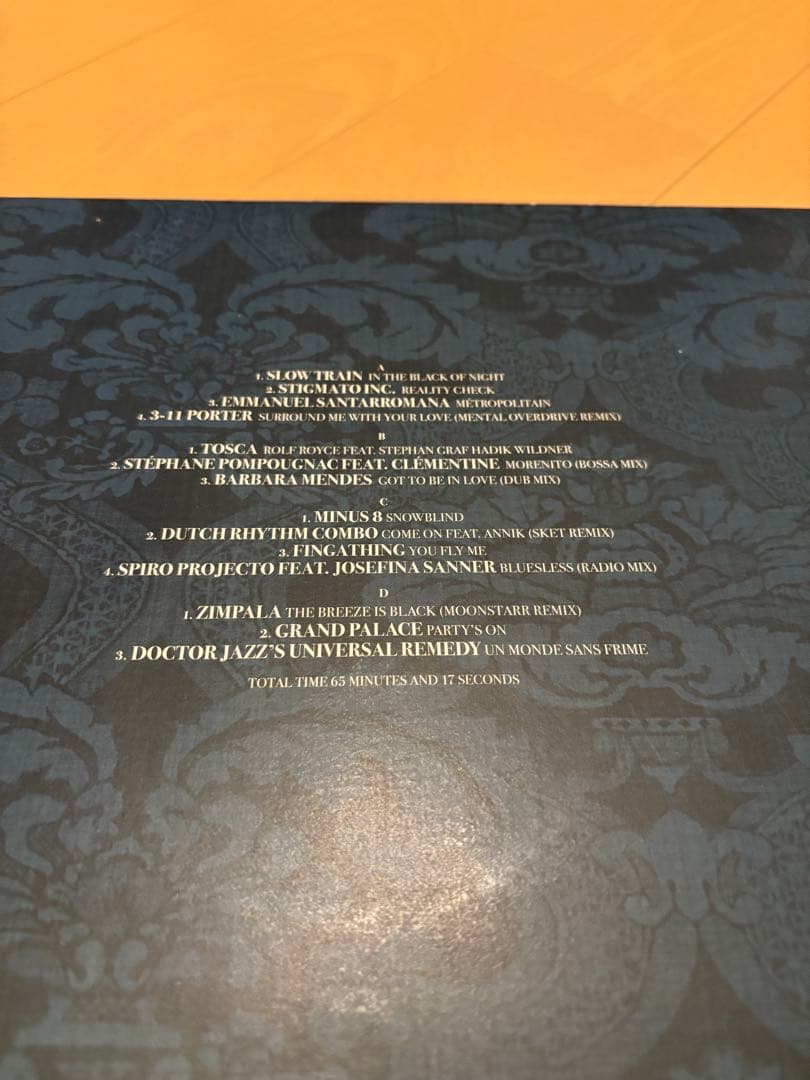 A
1. SLOW TRAIN IN THE BLACK OF NIGHT
2. STIGMATO INC. REALITY CHECK
3. EMMANUEL SANTARROMANA MÉTROPOLITAIN
4. 3-11 PORTER SURROUND ME WITH YOUR LOVE (MENTAL OVERDRIVE REMIX)
B
1. TOSCA ROLF ROYCE FEAT. STEPHAN GRAF HADIK WILDNER
2. STÉPHANE POMPOUGNAC FEAT. CLÉMENTINE MORENITO (BOSSA MIX)
3. BARBARA MENDES GOT TO BE IN LOVE (DUB MIX)
C
1. MINUS 8 SNOWBLIND
2. DUTCH RHYTHM COMBO COME ON FEAT. ANNIK (SKET REMIX)
3. FINGATHING YOU FLY ME
4. SPIRO PROJECTO FEAT. JOSEFINA SANNER BLUESLESS (RADIO MIX)
D
1. ZIMPALA THE BREEZE IS BLACK (MOONSTARR REMIX)
2. GRAND PALACE PARTY'S ON
3. DOCTOR JAZZ'S UNIVERSAL REMEDY UN MONDE SANS FRIME
TOTAL TIME 65 MINUTES AND 17 SECONDS